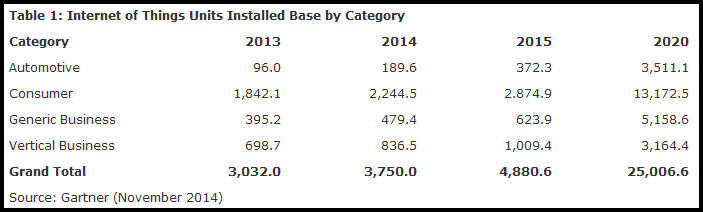 Table 1: Internet of Things Units Installed Base by Category
Category 2013 2014 2015 2020
Automotive 96.0 189.6 372.3 3,511.1
Consumer 1,842.1 2,244.5 2.874.9 13,172.5
Generic Business 395.2 479.4 623.9 5,158.6
Vertical Business 698.7 836.5 1,009.4 3,164.4
Grand Total 3,032.0 3,750.0 4,880.6 25,006.6
Source: Gartner (November 2014)